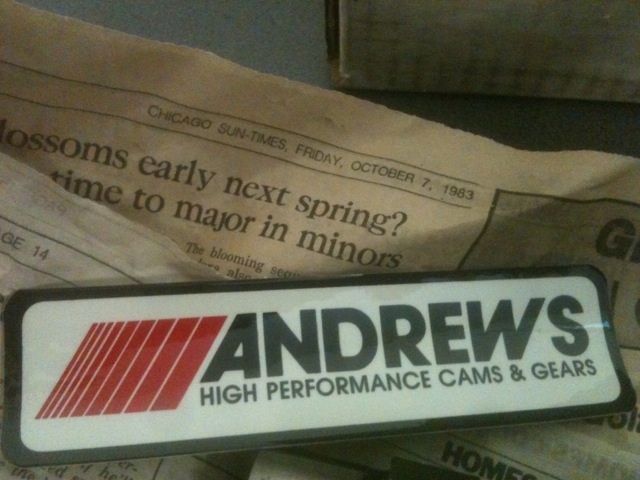 CHICAGO SUN-TIMES, FRIDAY, OCTOBER 7, 1983
lossoms early next spring?
time to major in minors
GE 14
The blooming
ANDREWS
HIGH PERFORMANCE CAMS & GEARS
HOMES